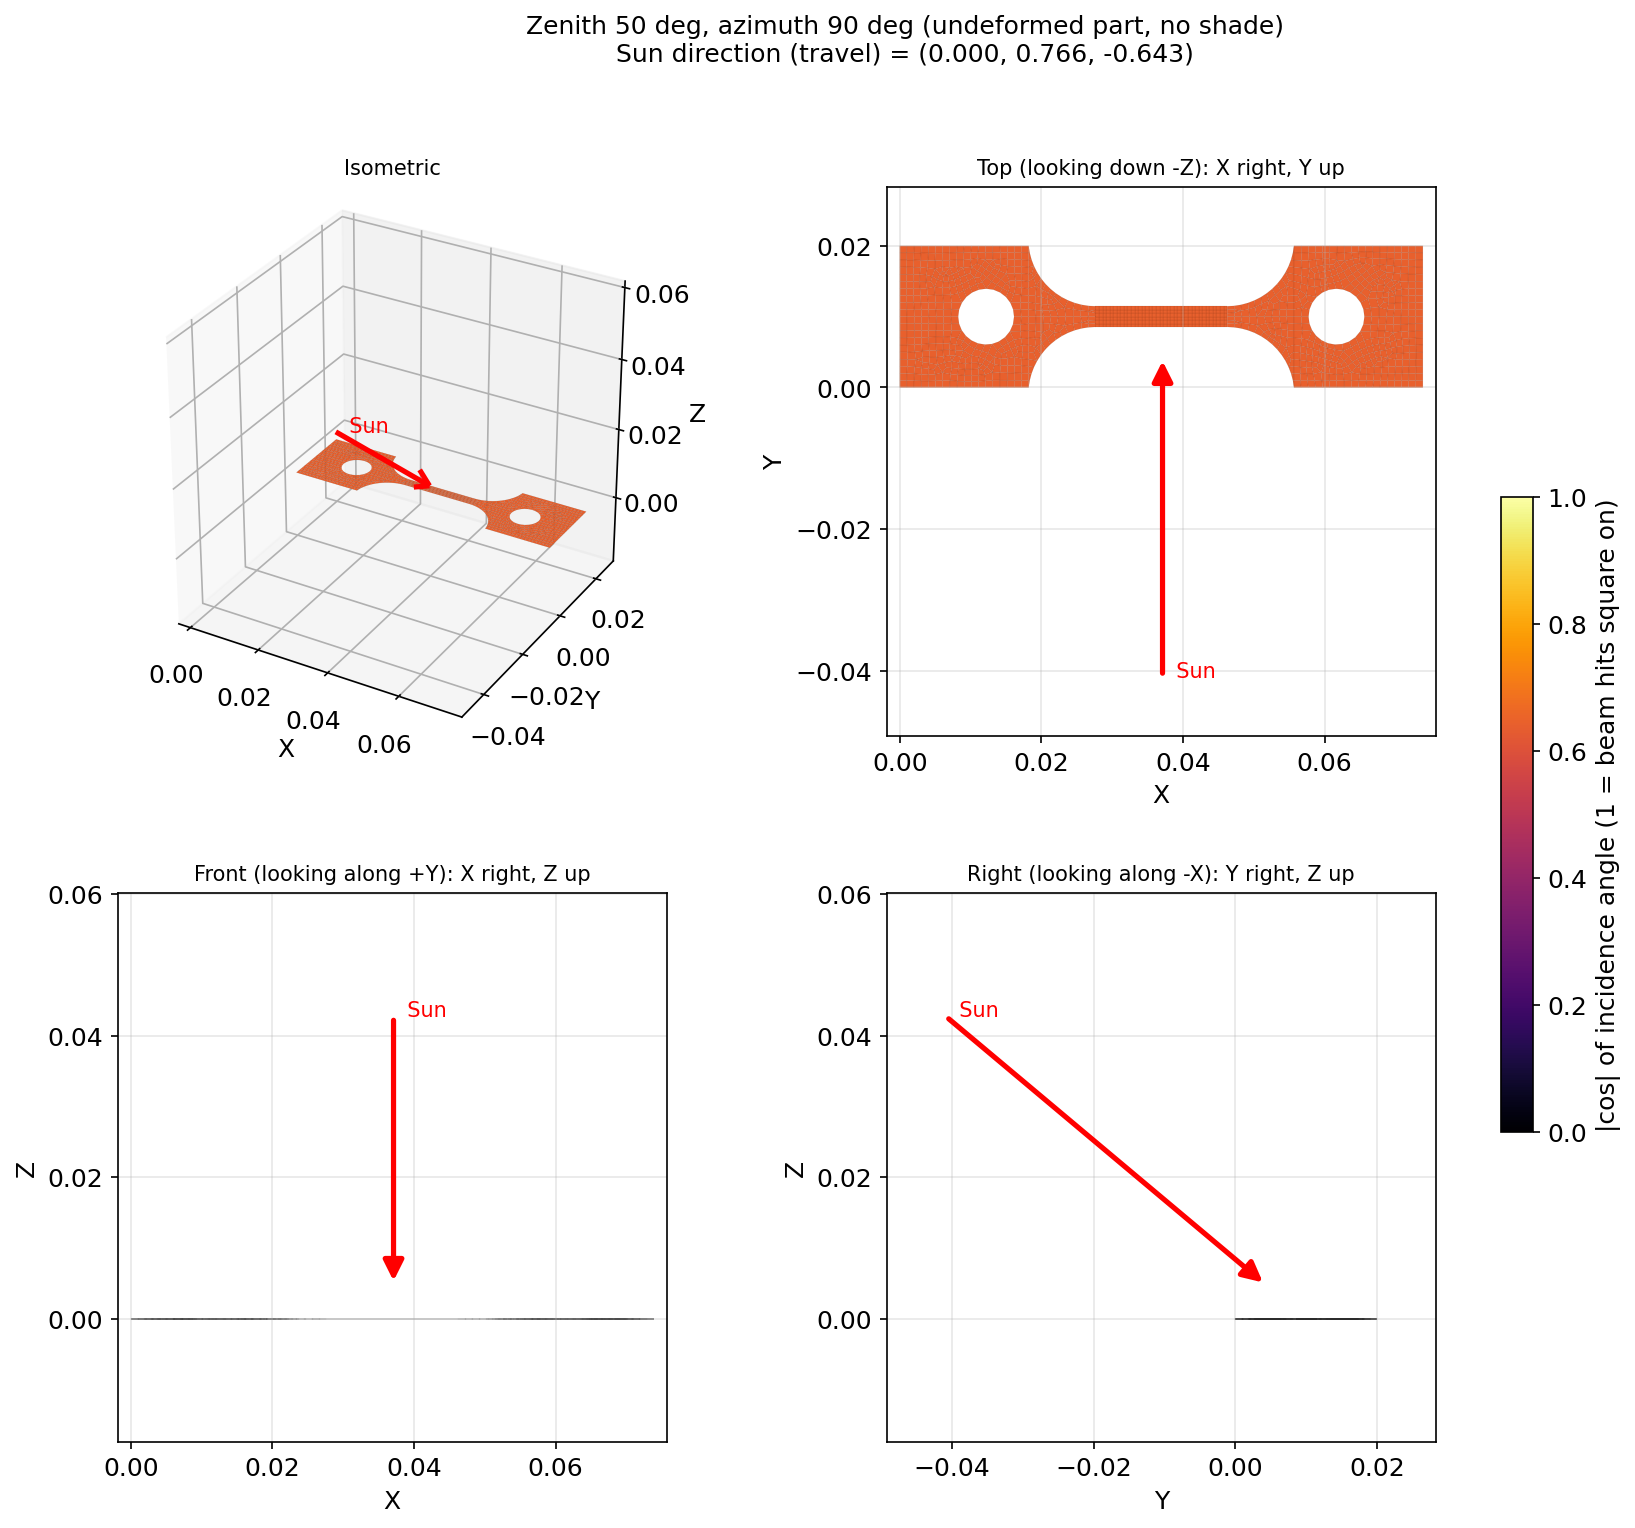 Zenith 50 deg, azimuth 90 deg (undeformed part, no shade)
Sun direction (travel) = (0.000, 0.766, -0.643)
Isometric
0.06
0.04
Z
0.02
0.00
Sun
0.02
0.00
−0.02
Y
−0.04
0.00
0.02
0.04
0.06
X
Top (looking down -Z): X right, Y up
0.02
0.00
−0.02
−0.04
Y
Sun
0.00
0.02
0.04
0.06
X
Front (looking along +Y): X right, Z up
0.06
0.04
0.02
0.00
Z
Sun
0.00
0.02
0.04
0.06
X
Right (looking along -X): Y right, Z up
0.06
0.04
0.02
0.00
Z
Sun
−0.04
−0.02
0.00
0.02
Y
1.0
0.8
0.6
0.4
0.2
0.0
|cos| of incidence angle (1 = beam hits square on)